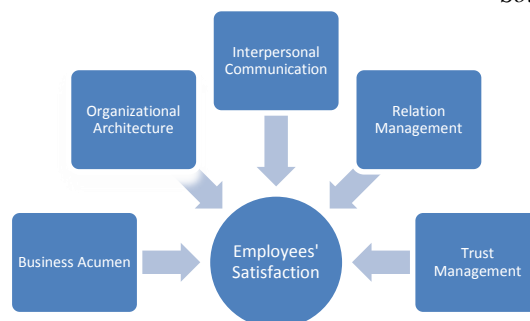 Interpersonal
Communication
Organizational
Architecture
Relation
Management
Business Acumen
Employees'
Satisfaction
Trust
Management